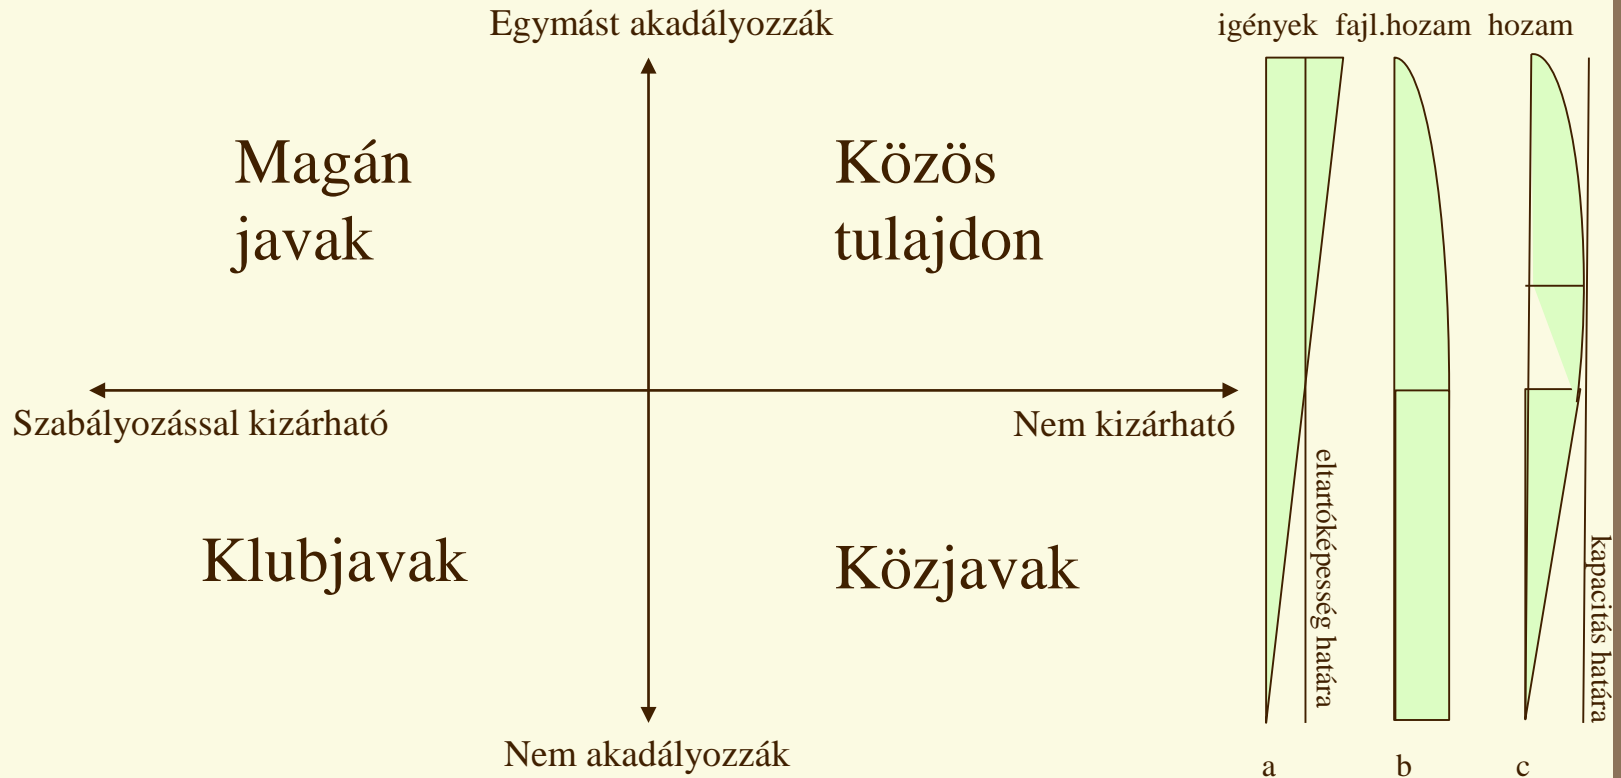 Egymást akadályozzák
igények fajl.hozam hozam
Magán
javak
Közös
tulajdon
Szabályozással kizárható
Nem kizárható
eltartóképesség határa
kapacitás határa
Klubjavak
Közjavak
Nem akadályozzák
a b c